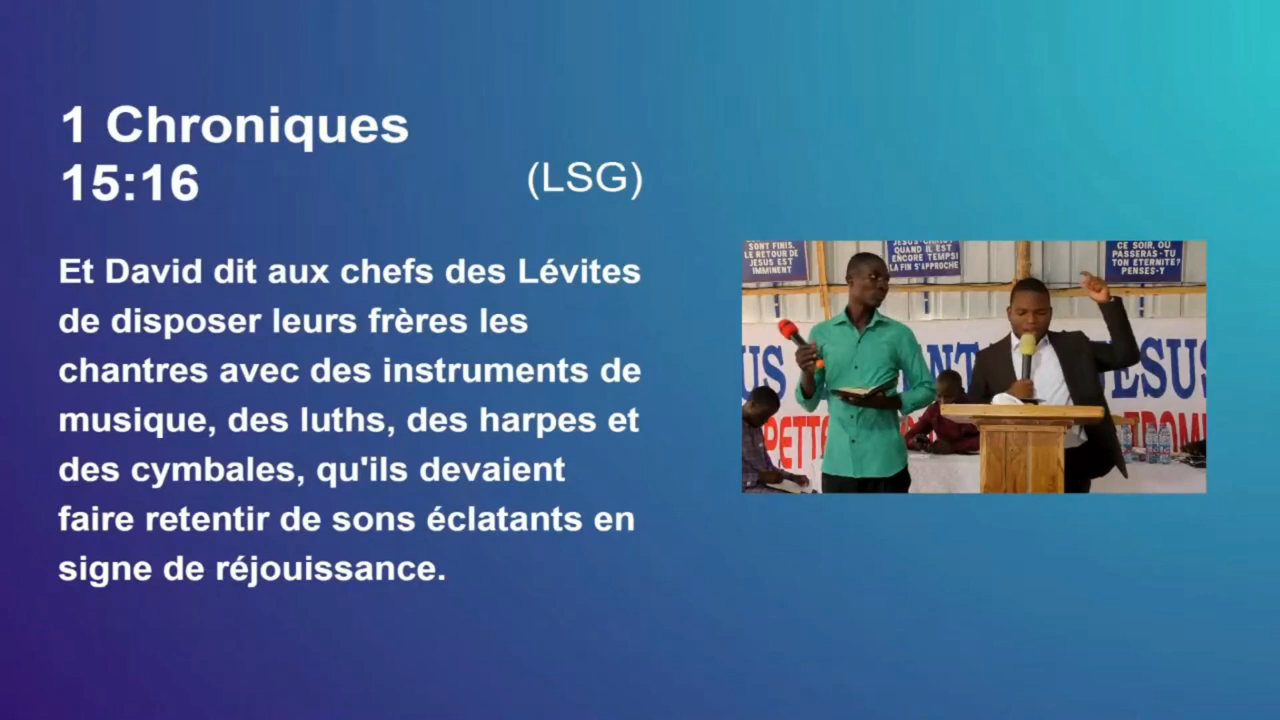 1 Chroniques
15:16
(LSG)
Et David dit aux chefs des Lévites
de disposer leurs frères les
chantres avec des instruments de
musique, des luths, des harpes et
des cymbales, qu'ils devaient
faire retentir de sons éclatants en
signe de réjouissance.
SONT FINIS.
LE RETOUR DE
JESUS EST
IMMINENT
JESUS-CHRIST
QUAND IL EST
ENCORE TEMPS!
LA FIN S'APPROCHE
CE SOIR, OU
PASSERAS-TU
TON ETERNITE?
PENSES-Y
JESUS